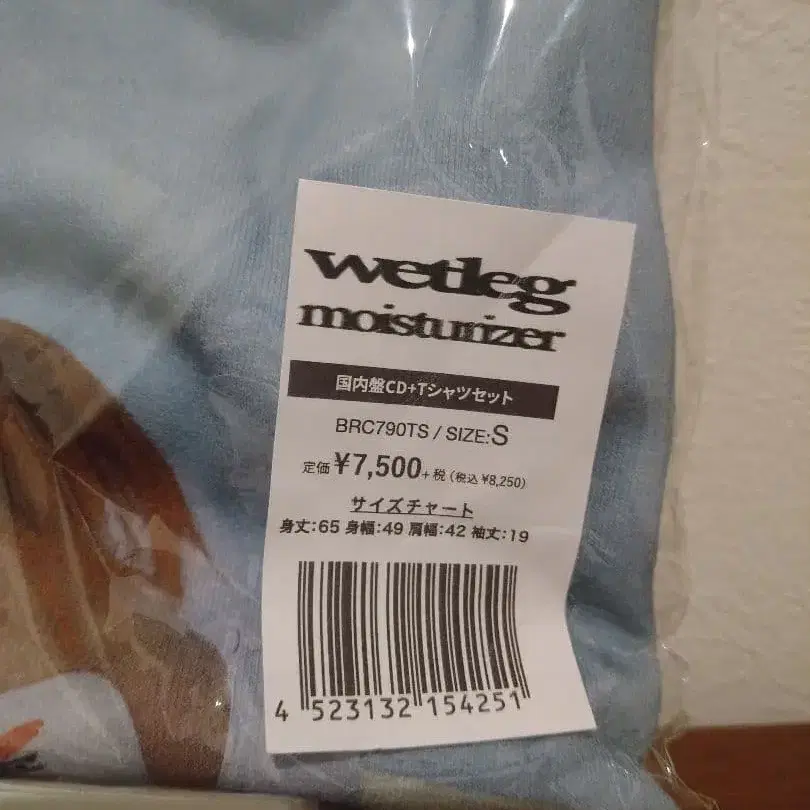 wetleg
moisturizer
国内盤CD+Tシャツセット
BRC790TS / SIZE:S
定価 ¥7,500+税 (税込 ¥8,250)
サイズチャート
身丈:65 身幅:49 肩幅:42 袖丈:19
4 523132 154251